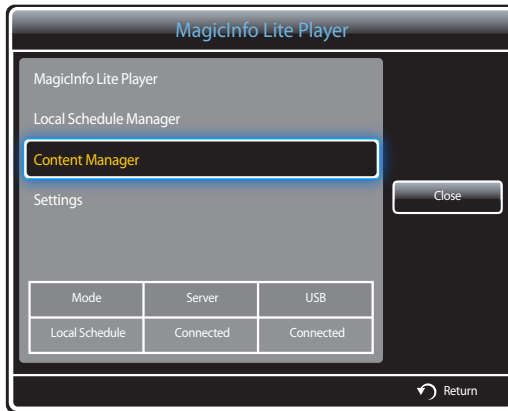 MagicInfo Lite Player
MagicInfo Lite Player
Local Schedule Manager
Content Manager
Settings
Close
Mode Server USB
Local Schedule Connected Connected
Return